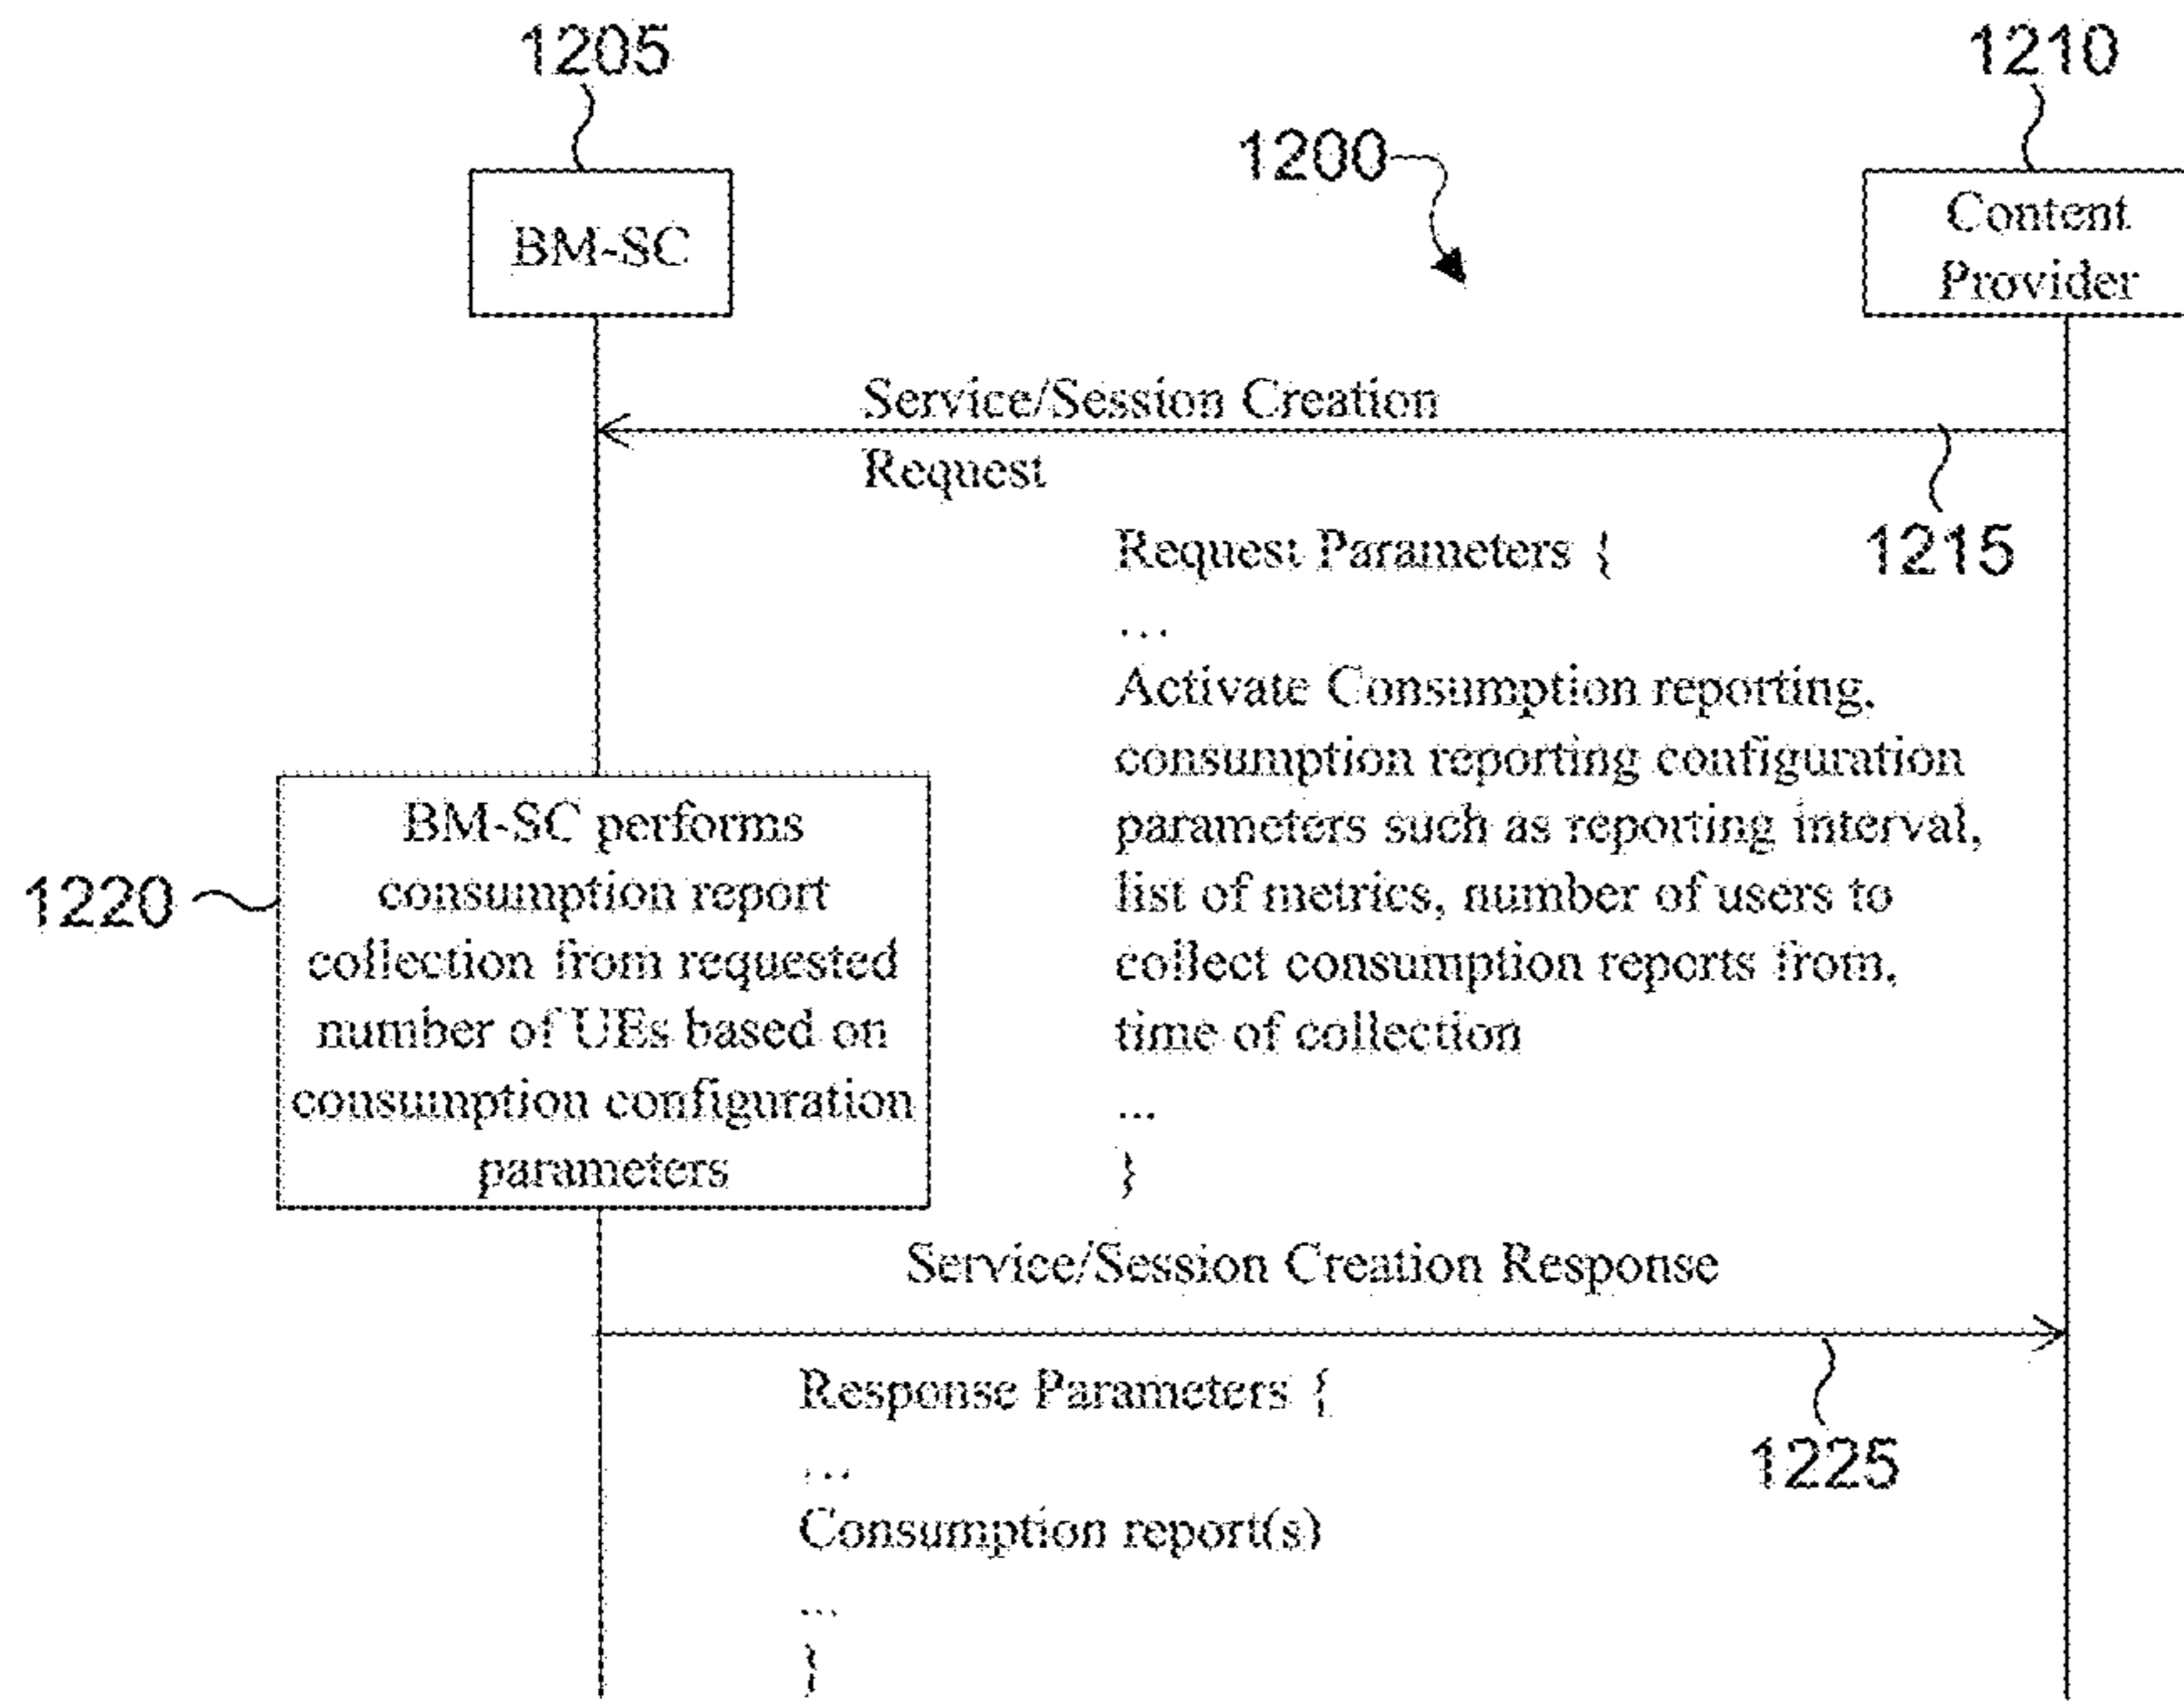 1205
1210
1200
BM-SC
Content
Provider
Service/Session Creation
Request
1215
Request Parameters {
...
Activate Consumption reporting,
consumption reporting configuration
parameters such as reporting interval,
list of metrics, number of users to
collect consumption reports from,
time of collection
...
}
1220
BM-SC performs
consumption report
collection from requested
number of UEs based on
consumption configuration
parameters
Service/Session Creation Response
1225
Response Parameters {
...
Consumption report(s)
...
}